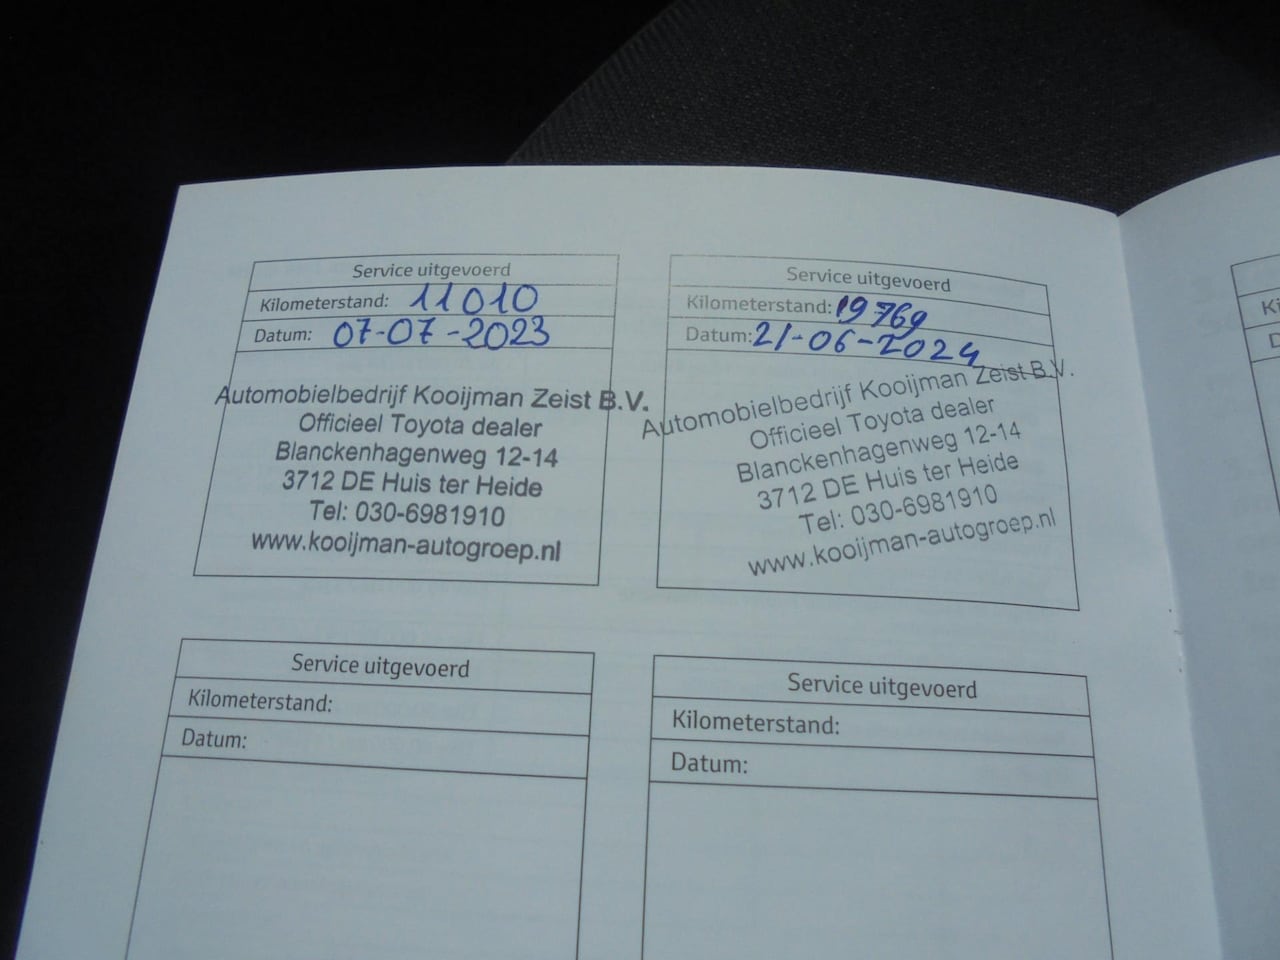 Service uitgevoerd
Kilometerstand: 11010
Datum: 07-07-2023
Automobielbedrijf Kooijman Zeist B.V.
Officieel Toyota dealer
Blanckenhagenweg 12-14
3712 DE Huis ter Heide
Tel: 030-6981910
www.kooijman-autogroep.nl
Service uitgevoerd
Kilometerstand: 19769
Datum: 21-06-2024
Automobielbedrijf Kooijman Zeist B.V.
Officieel Toyota dealer
Blanckenhagenweg 12-14
3712 DE Huis ter Heide
Tel: 030-6981910
www.kooijman-autogroep.nl
Service uitgevoerd
Kilometerstand:
Datum:
Service uitgevoerd
Kilometerstand:
Datum: